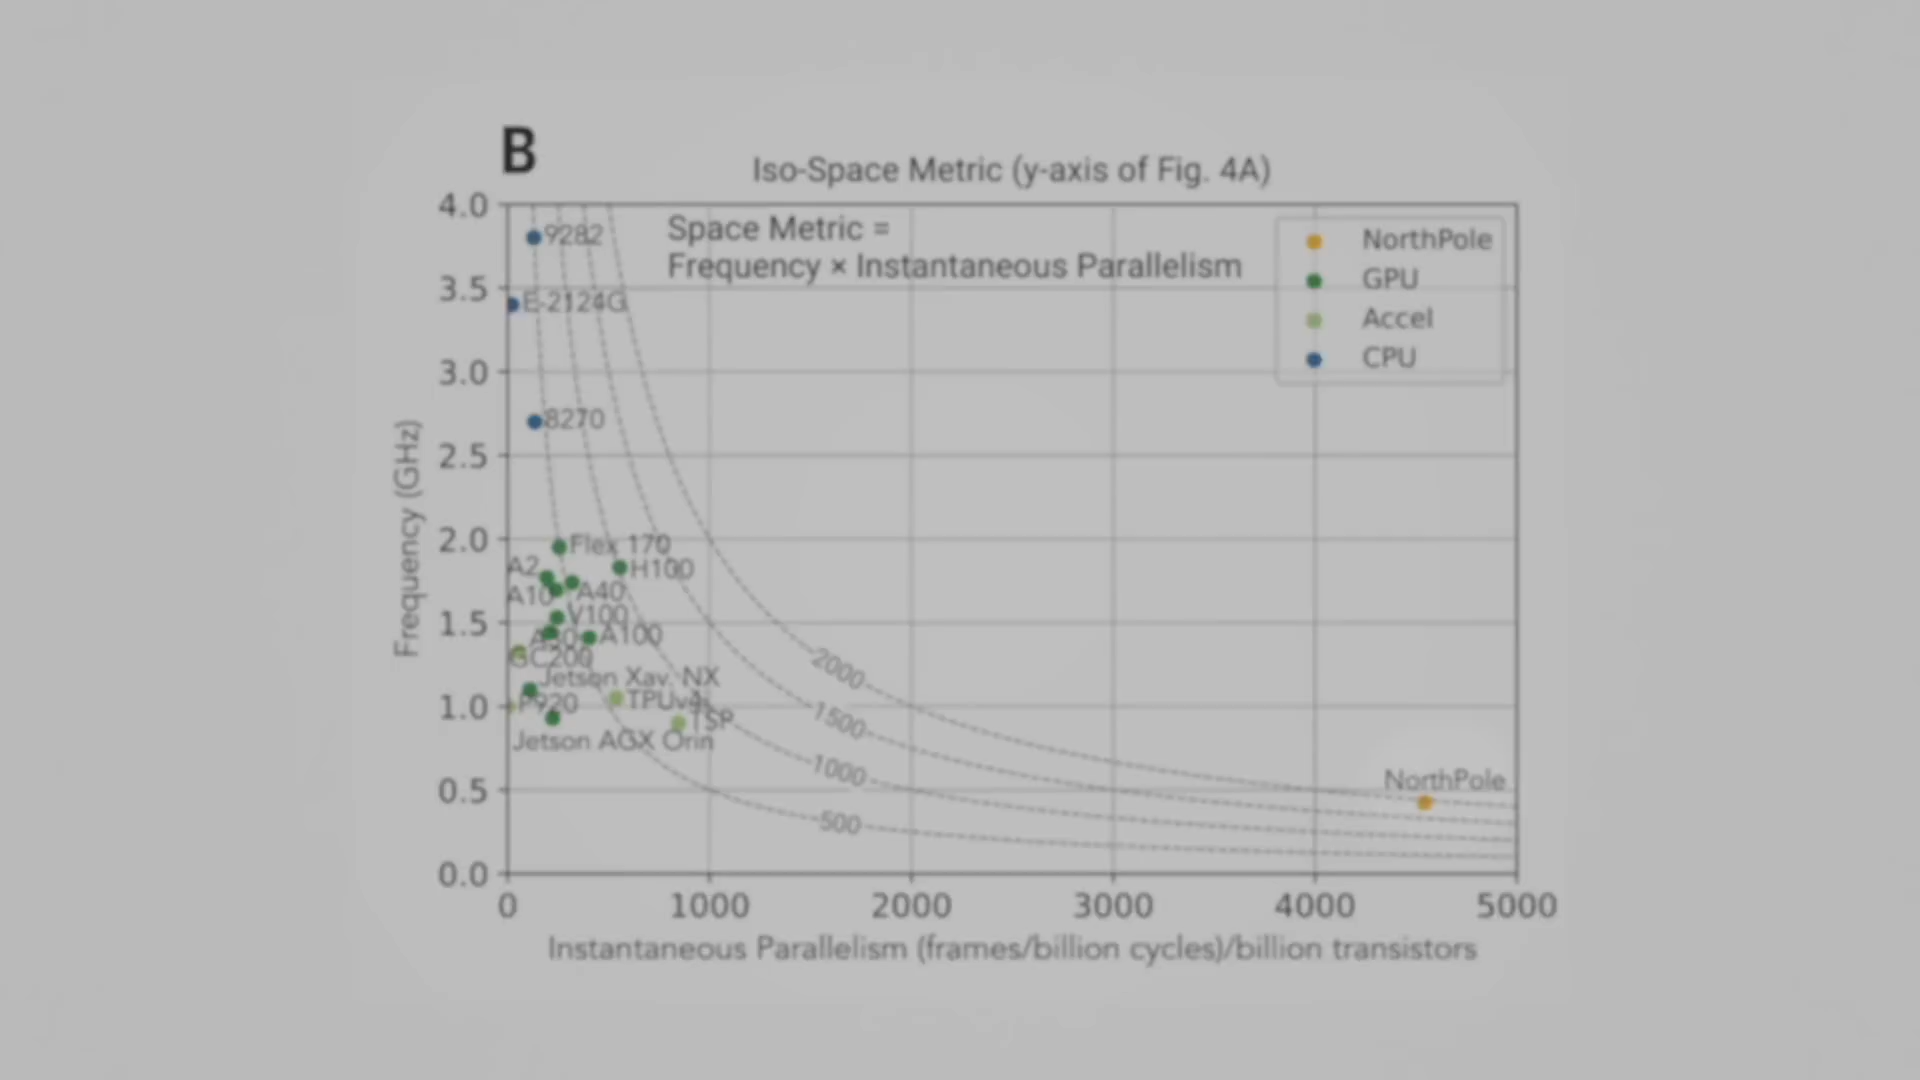 B
Iso-Space Metric (y-axis of Fig. 4A)
Space Metric =
Frequency × Instantaneous Parallelism
NorthPole
GPU
Accel
CPU
4.0
3.5
3.0
2.5
2.0
1.5
1.0
0.5
0.0
Frequency (GHz)
9282
E-2124G
8270
Flex 170
A2
H100
A10
A40
V100
A100
GC200
Jetson Xav. NX
P920
TPUv4i
TSP
Jetson AGX Orin
2000
1500
1000
500
NorthPole
0
1000
2000
3000
4000
5000
Instantaneous Parallelism (frames/billion cycles)/billion transistors